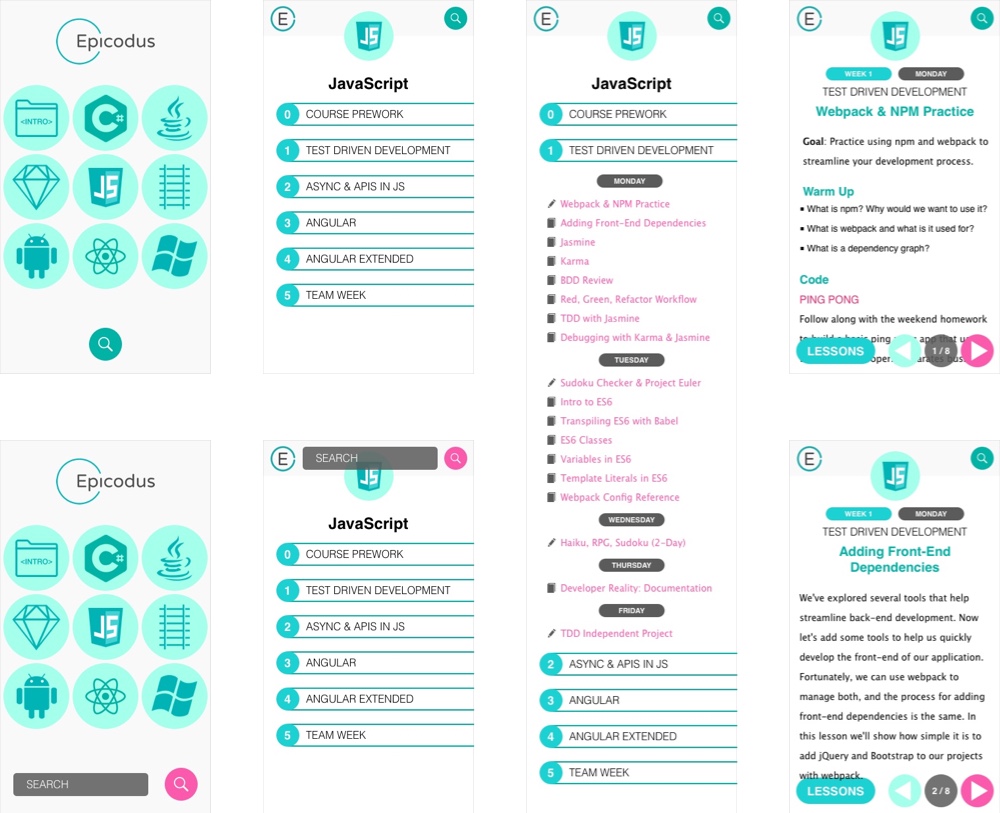 Epicodus
<INTRO>
C#
JS
E
JS
JavaScript
0 COURSE PREWORK
1 TEST DRIVEN DEVELOPMENT
2 ASYNC & APIS IN JS
3 ANGULAR
4 ANGULAR EXTENDED
5 TEAM WEEK
E
JS
JavaScript
0 COURSE PREWORK
1 TEST DRIVEN DEVELOPMENT
MONDAY
Webpack & NPM Practice
Adding Front-End Dependencies
Jasmine
Karma
BDD Review
Red, Green, Refactor Workflow
TDD with Jasmine
Debugging with Karma & Jasmine
TUESDAY
Sudoku Checker & Project Euler
Intro to ES6
Transpiling ES6 with Babel
ES6 Classes
Variables in ES6
Template Literals in ES6
Webpack Config Reference
WEDNESDAY
Haiku, RPG, Sudoku (2-Day)
THURSDAY
Developer Reality: Documentation
FRIDAY
TDD Independent Project
2 ASYNC & APIS IN JS
3 ANGULAR
4 ANGULAR EXTENDED
5 TEAM WEEK
E
JS
WEEK 1 MONDAY
TEST DRIVEN DEVELOPMENT
Webpack & NPM Practice
Goal: Practice using npm and webpack to
streamline your development process.
Warm Up
▪ What is npm? Why would we want to use it?
▪ What is webpack and what is it used for?
▪ What is a dependency graph?
Code
PING PONG
Follow along with the weekend homework
to build a basic ping app that
LESSONS 1 / 8
Epicodus
<INTRO>
C#
JS
SEARCH
E SEARCH
JS
JavaScript
0 COURSE PREWORK
1 TEST DRIVEN DEVELOPMENT
2 ASYNC & APIS IN JS
3 ANGULAR
4 ANGULAR EXTENDED
5 TEAM WEEK
E
JS
WEEK 1 MONDAY
TEST DRIVEN DEVELOPMENT
Adding Front-End
Dependencies
We've explored several tools that help
streamline back-end development. Now
let's add some tools to help us quickly
develop the front-end of our application.
Fortunately, we can use webpack to
manage both, and the process for adding
front-end dependencies is the same. In
this lesson we'll show how simple it is to
add jQuery and Bootstrap to our projects
with webpack.
LESSONS 2 / 8